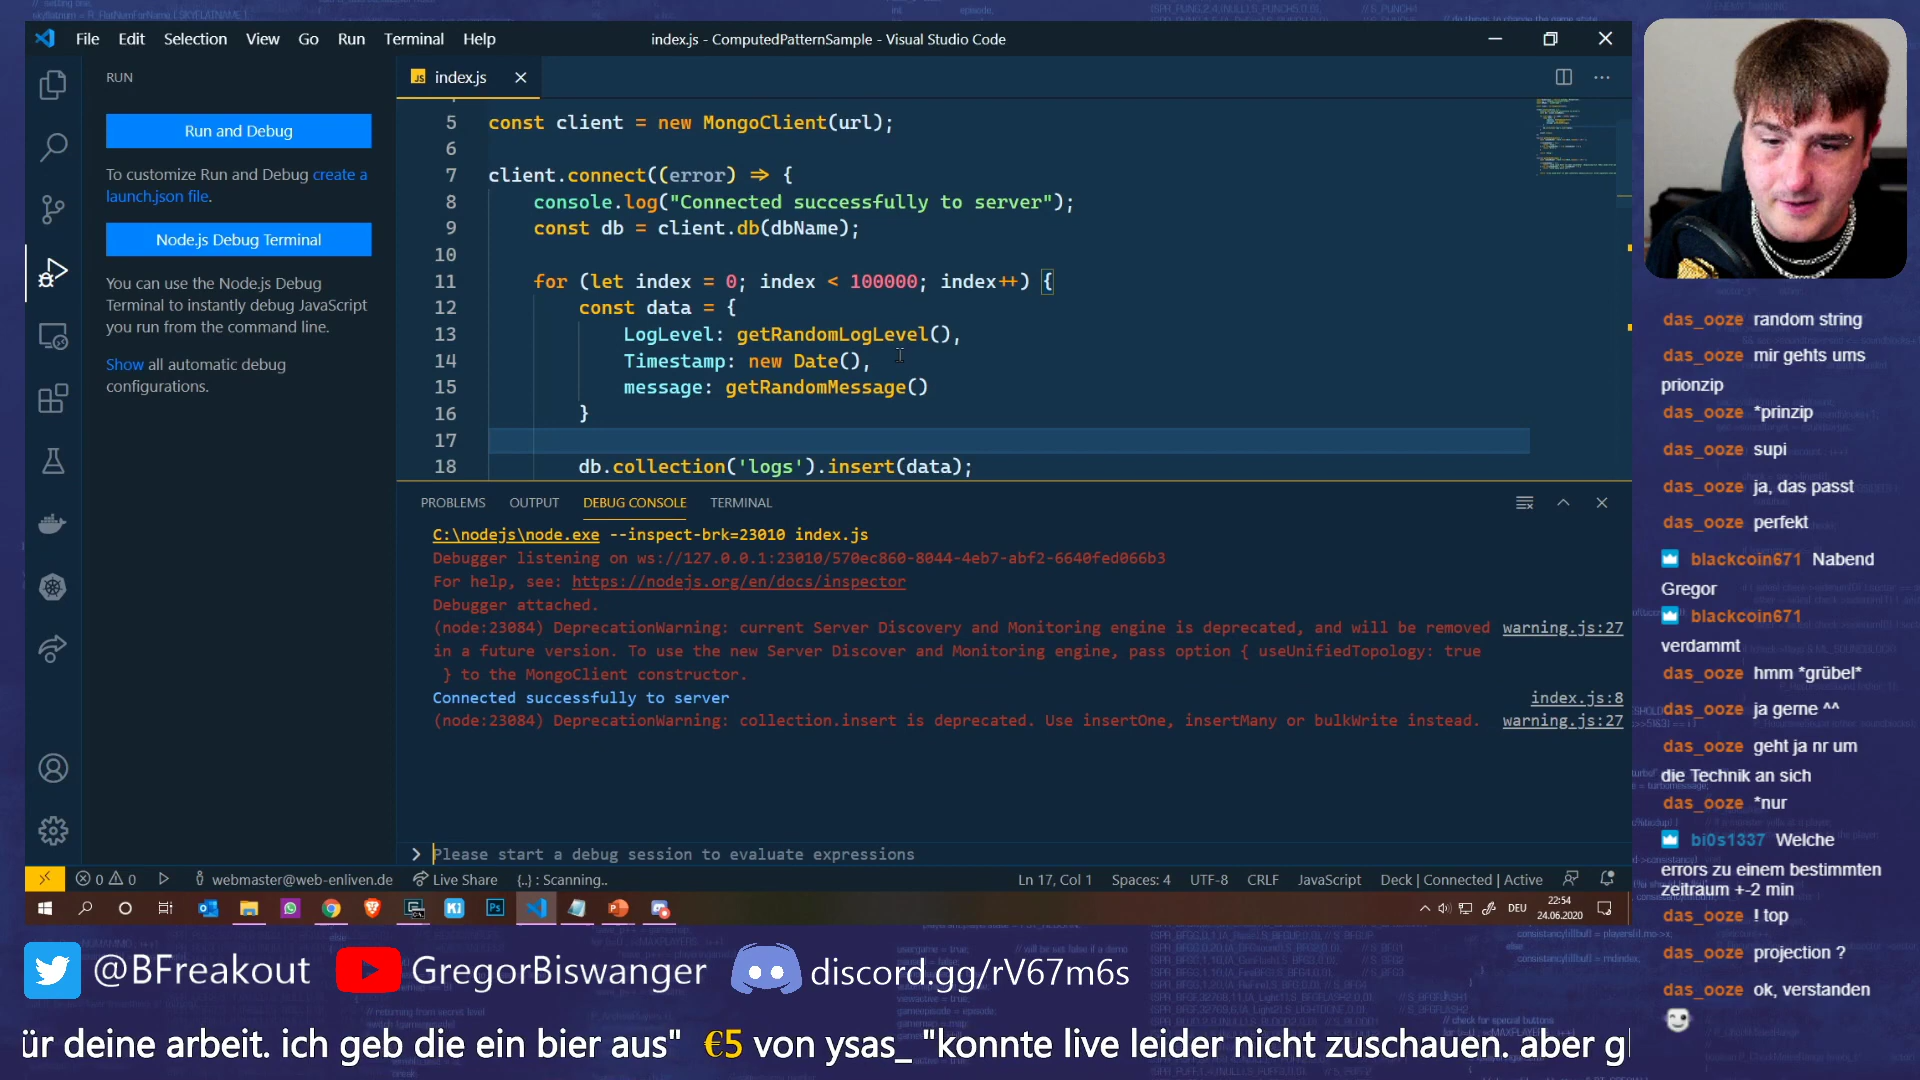 File Edit Selection View Go Run Terminal Help
index.js - ComputedPatternSample - Visual Studio Code
RUN
Run and Debug
To customize Run and Debug create a
launch.json file.
Node.js Debug Terminal
You can use the Node.js Debug
Terminal to instantly debug JavaScript
you run from the command line.
Show all automatic debug
configurations.
JS index.js
5 const client = new MongoClient(url);
6
7 client.connect((error) => {
8 console.log("Connected successfully to server");
9 const db = client.db(dbName);
10
11 for (let index = 0; index < 100000; index++) {
12 const data = {
13 LogLevel: getRandomLogLevel(),
14 Timestamp: new Date(),
15 message: getRandomMessage()
16 }
17
18 db.collection('logs').insert(data);
PROBLEMS OUTPUT DEBUG CONSOLE TERMINAL
C:\nodejs\node.exe --inspect-brk=23010 index.js
Debugger listening on ws://127.0.0.1:23010/570ec860-8044-4eb7-abf2-6640fed066b3
For help, see: https://nodejs.org/en/docs/inspector
Debugger attached.
(node:23084) DeprecationWarning: current Server Discovery and Monitoring engine is deprecated, and will be removed warning.js:27
in a future version. To use the new Server Discover and Monitoring engine, pass option { useUnifiedTopology: true
} to the MongoClient constructor.
Connected successfully to server index.js:8
(node:23084) DeprecationWarning: collection.insert is deprecated. Use insertOne, insertMany or bulkWrite instead. warning.js:27
Please start a debug session to evaluate expressions
0 0 webmaster@web-enliven.de Live Share {..} : Scanning.. Ln 17, Col 1 Spaces: 4 UTF-8 CRLF JavaScript Deck | Connected | Active
DEU 22:54
24.06.2020
das_ooze random string
das_ooze mir gehts ums
prionzip
das_ooze *prinzip
das_ooze supi
das_ooze ja, das passt
das_ooze perfekt
blackcoin671 Nabend
Gregor
blackcoin671
verdammt
das_ooze hmm *grübel*
das_ooze ja gerne ^^
das_ooze geht ja nr um
die Technik an sich
das_ooze *nur
bi0s1337 Welche
errors zu einem bestimmten
zeitraum +-2 min
das_ooze ! top
das_ooze projection ?
das_ooze ok, verstanden
@BFreakout GregorBiswanger discord.gg/rV67m6s
ür deine arbeit. ich geb die ein bier aus" €5 von ysas_ "konnte live leider nicht zuschauen. aber g